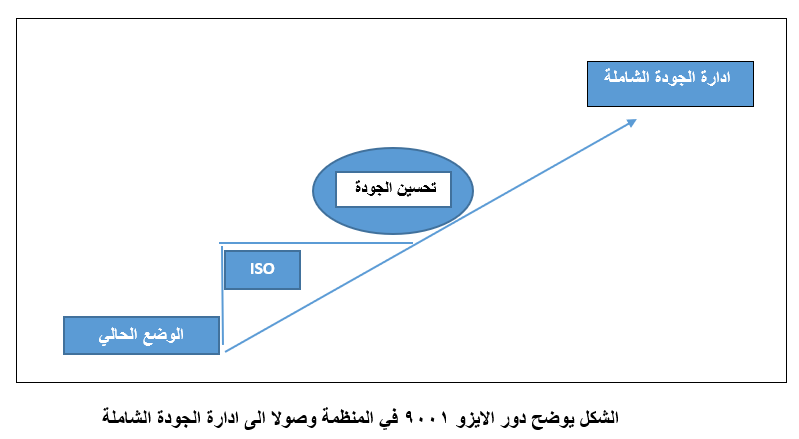 ادارة الجودة الشاملة
تحسين الجودة
ISO
الوضع الحالي
الشكل يوضح دور الايزو ٩٠٠١ في المنظمة وصولا الى ادارة الجودة الشاملة